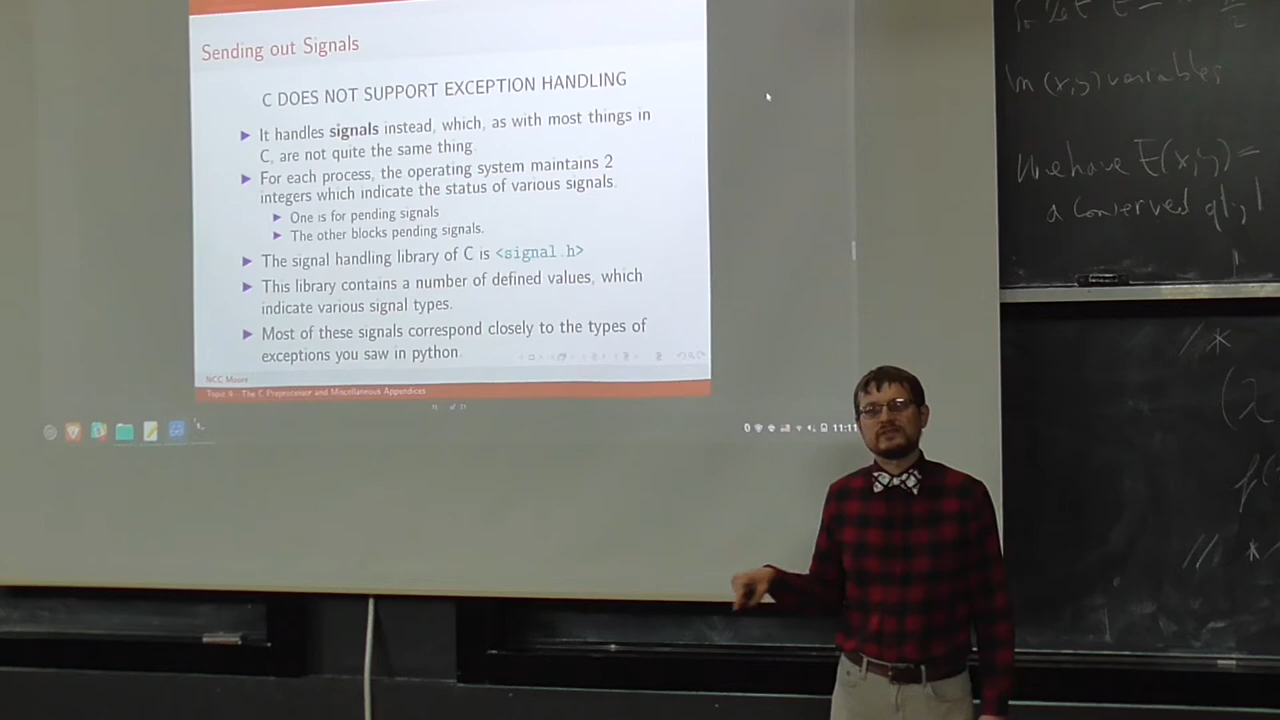 Sending out Signals
C DOES NOT SUPPORT EXCEPTION HANDLING
It handles signals instead, which, as with most things in
C, are not quite the same thing.
For each process, the operating system maintains 2
integers which indicate the status of various signals.
One is for pending signals
The other blocks pending signals.
The signal handling library of C is <signal.h>
This library contains a number of defined values, which
indicate various signal types.
Most of these signals correspond closely to the types of
exceptions you saw in python.
NCC Moore
Topic 9 - The C Preprocessor and Miscellaneous Appendices
11:11
In (x,y) variables
We have E(x,y) =
a conserved
//*
//*